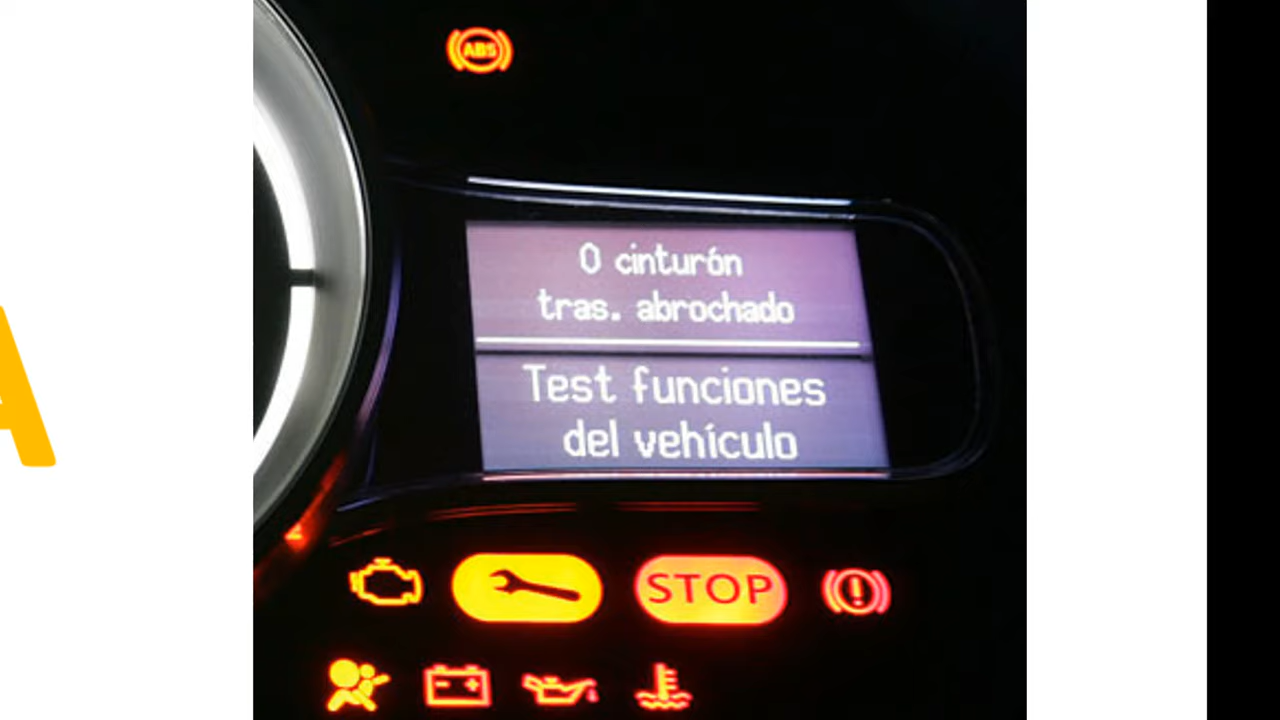 A
ABS
0 cinturón
tras. abrochado
Test funciones
del vehículo
STOP